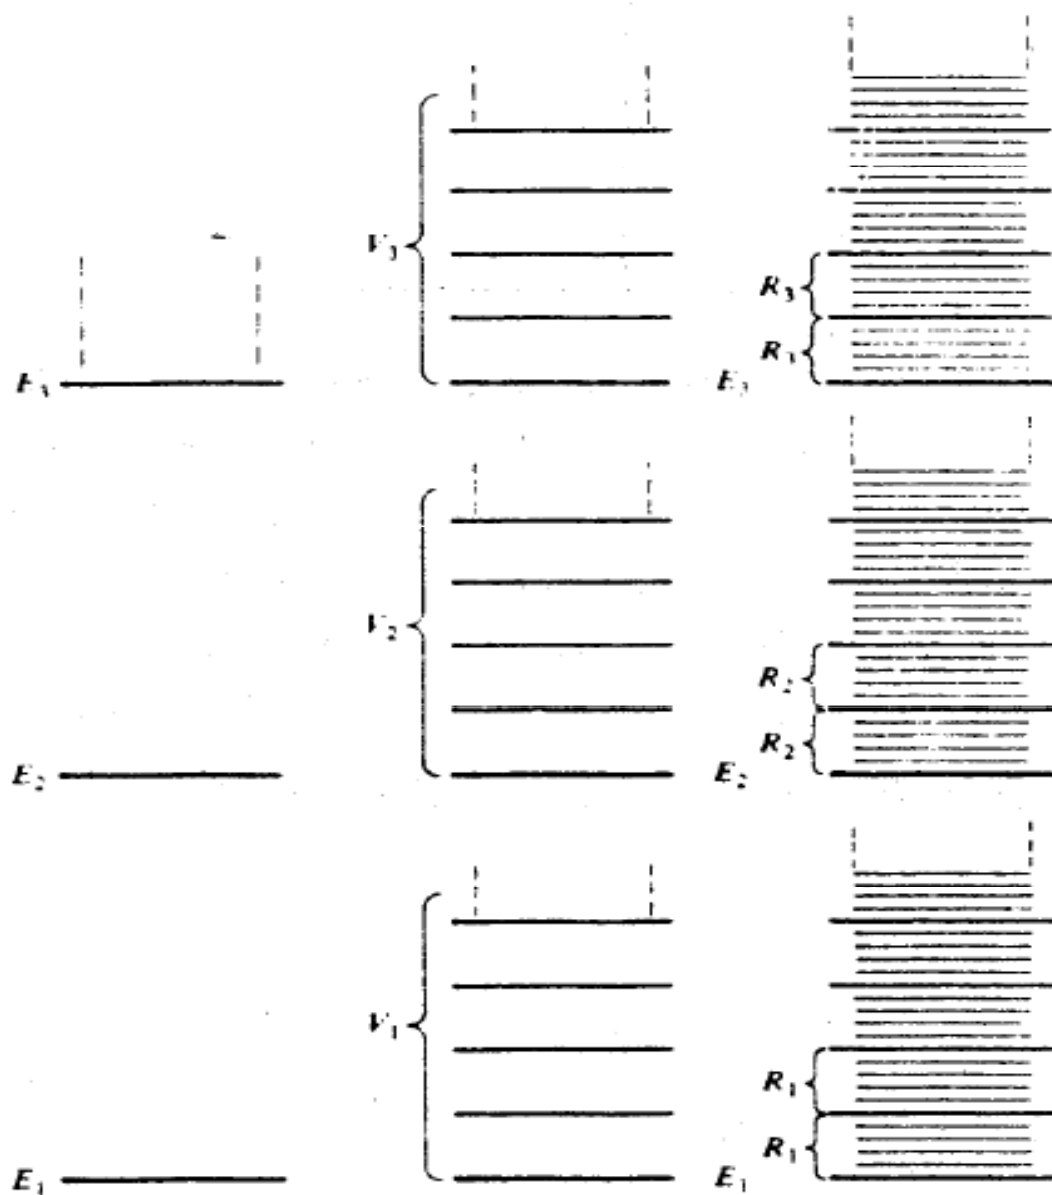 V₃
R₃
R₃
E₃ E₃
V₂
R₂
R₂
E₂ E₂
V₁
R₁
R₁
E₁ E₁